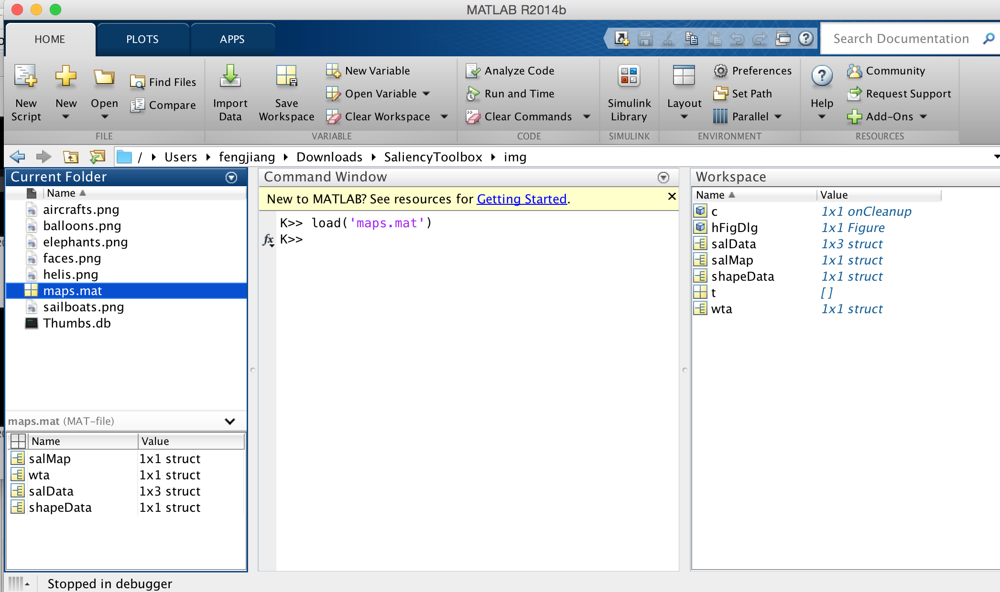 MATLAB R2014b
HOME
PLOTS
APPS
Search Documentation
New Script
New
Open
Find Files
Compare
FILE
Import Data
Save Workspace
New Variable
Open Variable
Clear Workspace
VARIABLE
Analyze Code
Run and Time
Clear Commands
CODE
Simulink Library
SIMULINK
Layout
Preferences
Set Path
Parallel
ENVIRONMENT
Help
Community
Request Support
Add-Ons
RESOURCES
/ Users fengjiang Downloads SaliencyToolbox img
Current Folder
Name
aircrafts.png
balloons.png
elephants.png
faces.png
helis.png
maps.mat
sailboats.png
Thumbs.db
maps.mat (MAT-file)
Name Value
salMap 1x1 struct
wta 1x1 struct
salData 1x3 struct
shapeData 1x1 struct
Command Window
New to MATLAB? See resources for Getting Started.
K>> load('maps.mat')
fx K>>
Workspace
Name Value
c 1x1 onCleanup
hFigDlg 1x1 Figure
salData 1x3 struct
salMap 1x1 struct
shapeData 1x1 struct
t []
wta 1x1 struct
Stopped in debugger